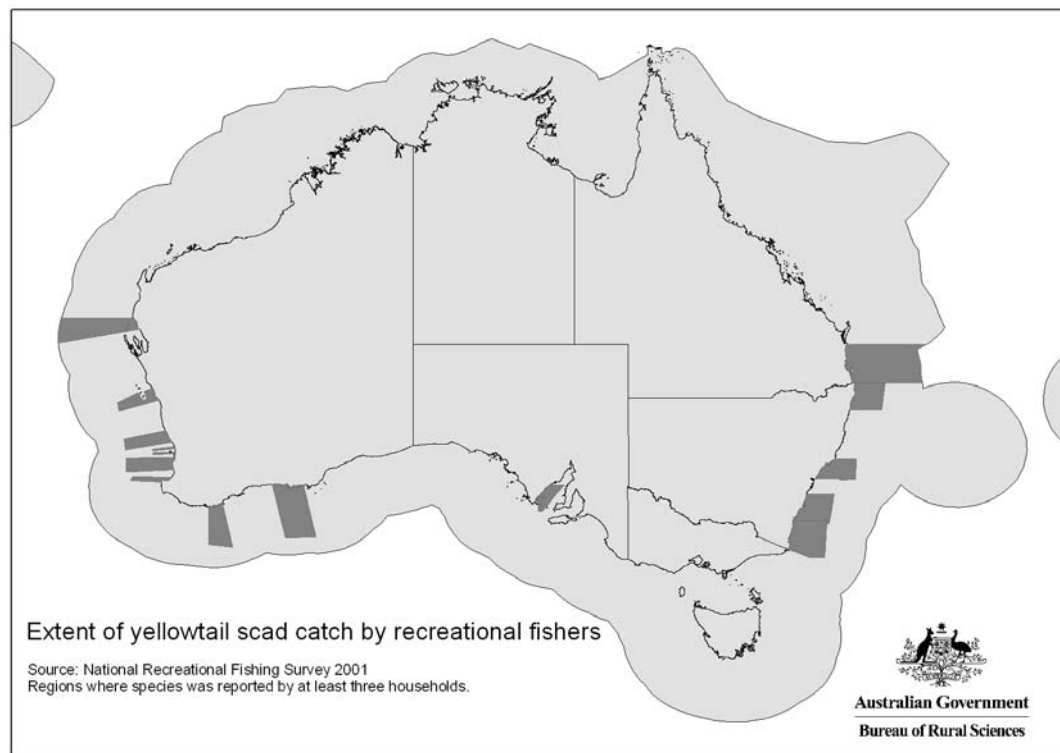 Extent of yellowtail scad catch by recreational fishers
Source: National Recreational Fishing Survey 2001
Regions where species was reported by at least three households.
Australian Government
Bureau of Rural Sciences